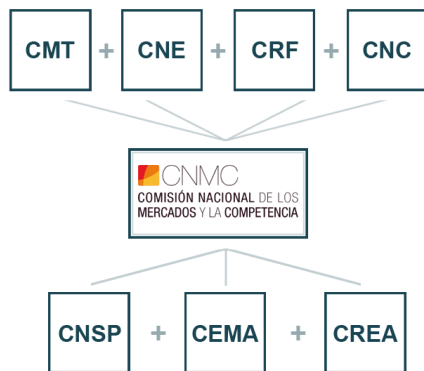 CMT + CNE + CRF + CNC
CNMC
COMISIÓN NACIONAL DE LOS
MERCADOS Y LA COMPETENCIA
CNSP + CEMA + CREA